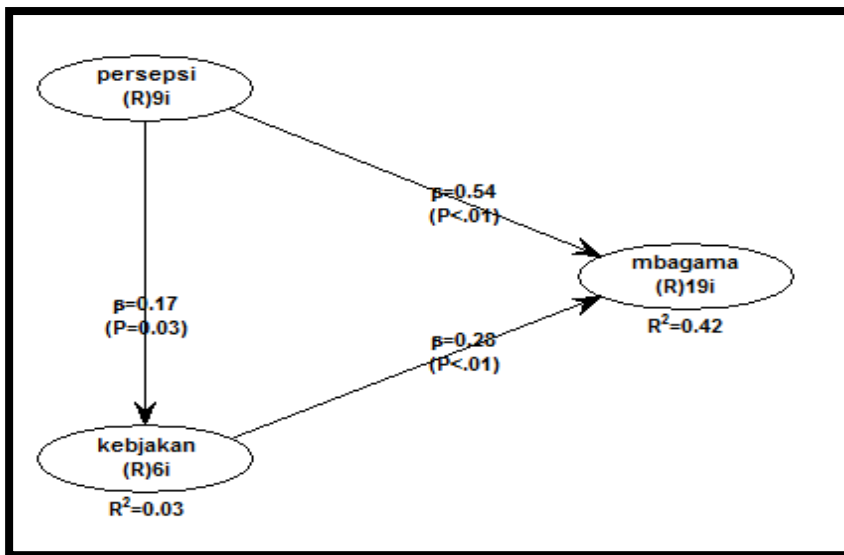 persepsi
(R)9i
β=0.54
(P<.01)
mbagama
(R)19i
R²=0.42
β=0.17
(P=0.03)
β=0.28
(P<.01)
kebjakan
(R)6i
R²=0.03